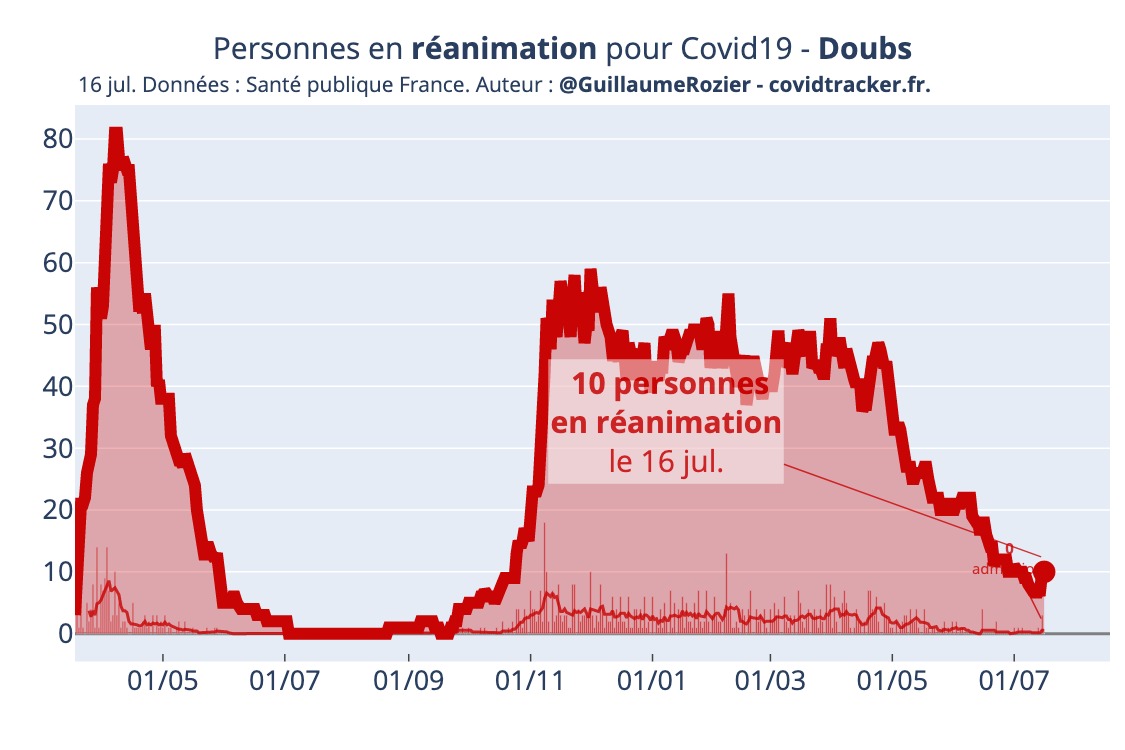 Personnes en réanimation pour Covid19 - Doubs
16 jul. Données : Santé publique France. Auteur : @GuillaumeRozier - covidtracker.fr.
80
70
60
50
40
30
20
10
0
10 personnes
en réanimation
le 16 jul.
0
01/05 01/07 01/09 01/11 01/01 01/03 01/05 01/07